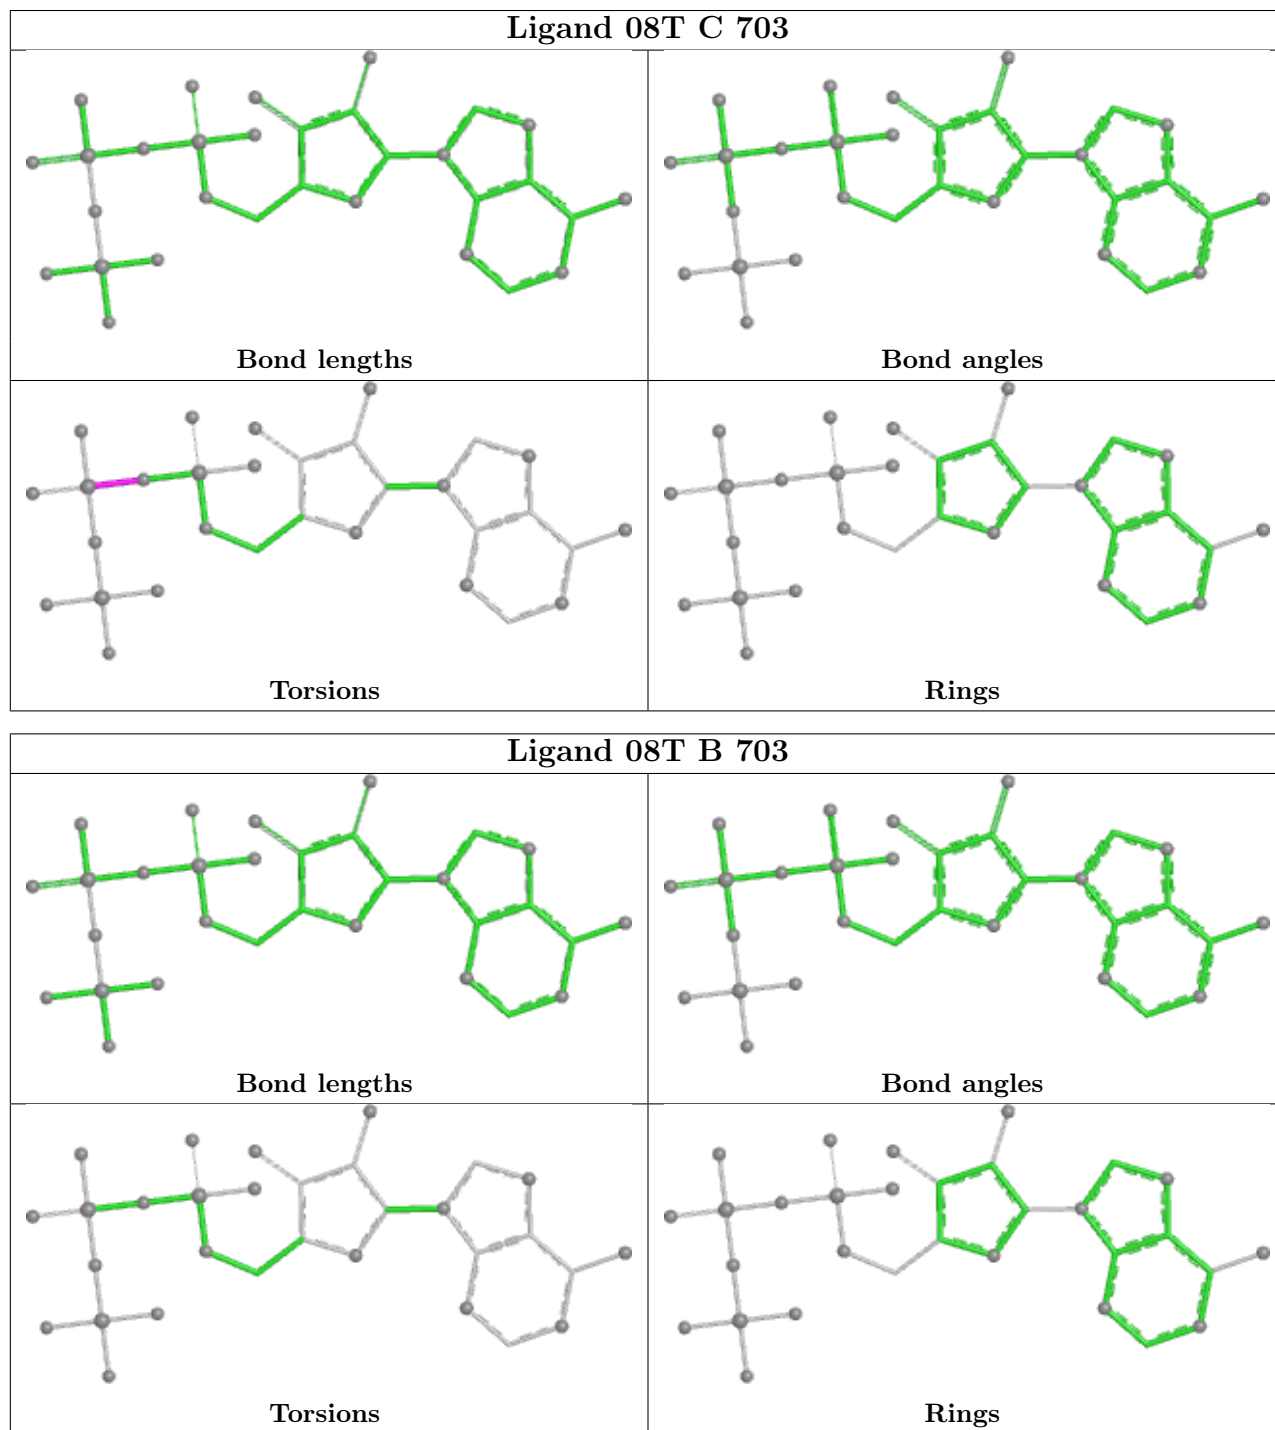 Ligand 08T C 703
Bond lengths
Bond angles
Torsions
Rings
Ligand 08T B 703
Bond lengths
Bond angles
Torsions
Rings